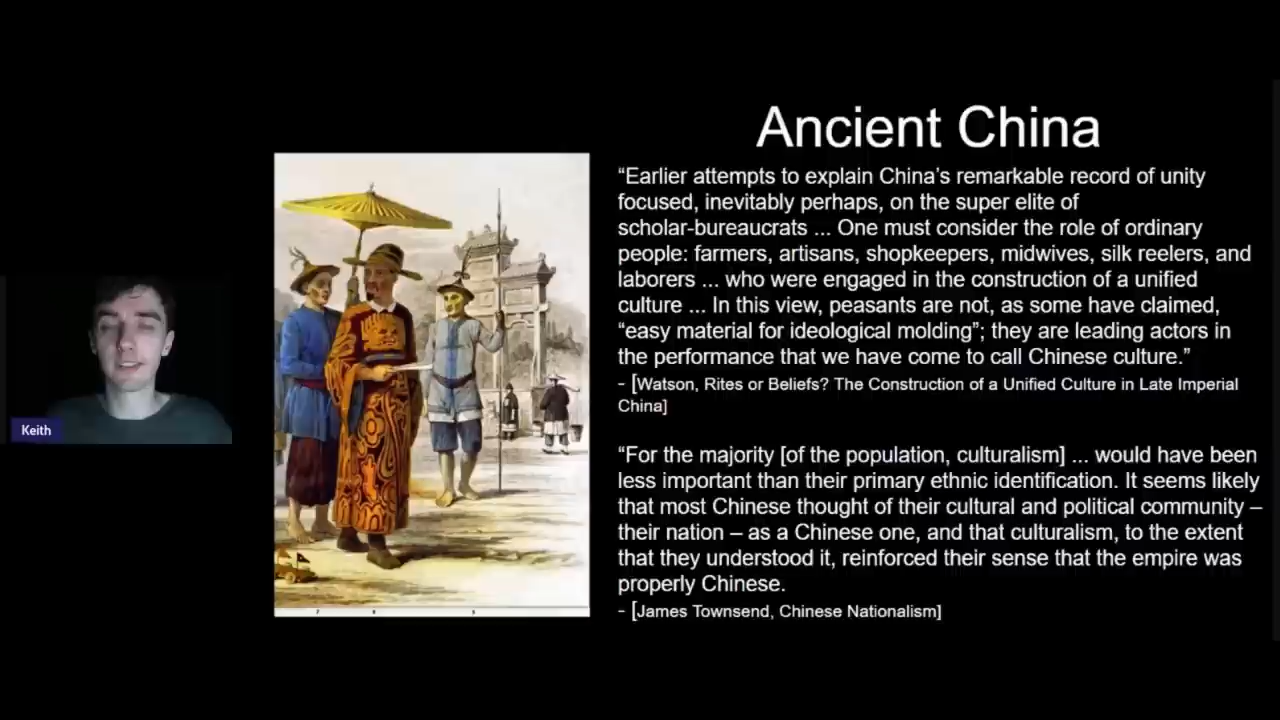 Ancient China
“Earlier attempts to explain China’s remarkable record of unity
focused, inevitably perhaps, on the super elite of
scholar-bureaucrats ... One must consider the role of ordinary
people: farmers, artisans, shopkeepers, midwives, silk reelers, and
laborers ... who were engaged in the construction of a unified
culture ... In this view, peasants are not, as some have claimed,
“easy material for ideological molding”; they are leading actors in
the performance that we have come to call Chinese culture.”
- [Watson, Rites or Beliefs? The Construction of a Unified Culture in Late Imperial
China]
“For the majority [of the population, culturalism] ... would have been
less important than their primary ethnic identification. It seems likely
that most Chinese thought of their cultural and political community –
their nation – as a Chinese one, and that culturalism, to the extent
that they understood it, reinforced their sense that the empire was
properly Chinese.
- [James Townsend, Chinese Nationalism]
Keith